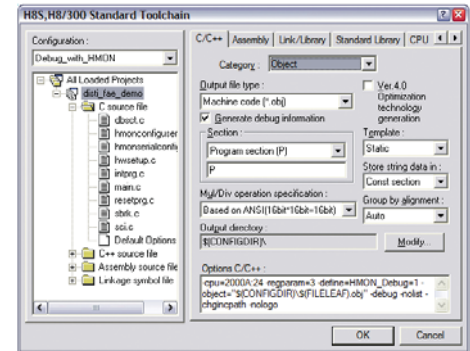 H8S,H8/300 Standard Toolchain
Configuration :
Debug_with_HMON
All Loaded Projects
disti_fae_demo
C source file
dbsct.c
hmonconfiguser
hmonserialconfig
hwsetup.c
intprg.c
main.c
resetprg.c
sbrk.c
sci.c
Default Options
C++ source file
Assembly source file
Linkage symbol file
C/C++ Assembly Link/Library Standard Library CPU
Category : Object
Output file type :
Machine code (*.obj)
Generate debug information
Section :
Program section (P)
P
Mul/Div operation specification :
Based on ANSI(16bit*16bit=16bit)
Output directory :
$(CONFIGDIR)\
Modify...
Ver.4.0
Optimization
technology
generation
Template :
Static
Store string data in :
Const section
Group by alignment :
Auto
Options C/C++ :
-cpu=2000A:24 -regparam=3 -define=HMON_Debug=1 -
object="$(CONFIGDIR)\$(FILELEAF).obj" -debug -nolist -
chgincpath -nologo
OK Cancel